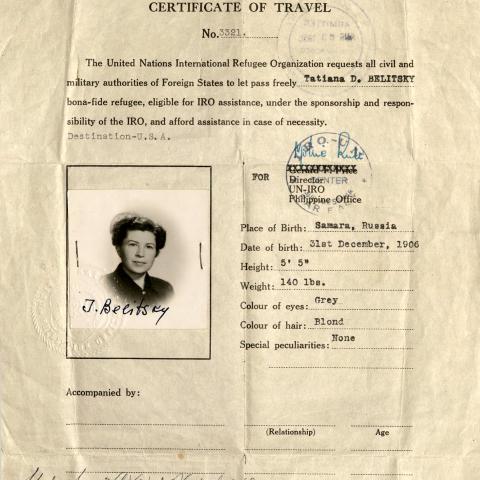 CERTIFICATE OF TRAVEL
No. 3321.
The United Nations International Refugee Organization requests all civil and
military authorities of Foreign States to let pass freely Tatiana D. BELITSKY
bona-fide refugee, eligible for IRO assistance, under the sponsorship and respon-
sibility of the IRO, and afford assistance in case of necessity.
Destination-U.S.A.
FOR
Gerard F. Price
Director
UN-IRO
Philippine Office
Place of Birth: Samara, Russia
Date of birth: 31st December, 1906
Height: 5' 5"
Weight: 140 lbs.
Colour of eyes: Grey
Colour of hair: Blond
Special peculiarities: None
T. Belitsky
Accompanied by:
(Relationship) Age